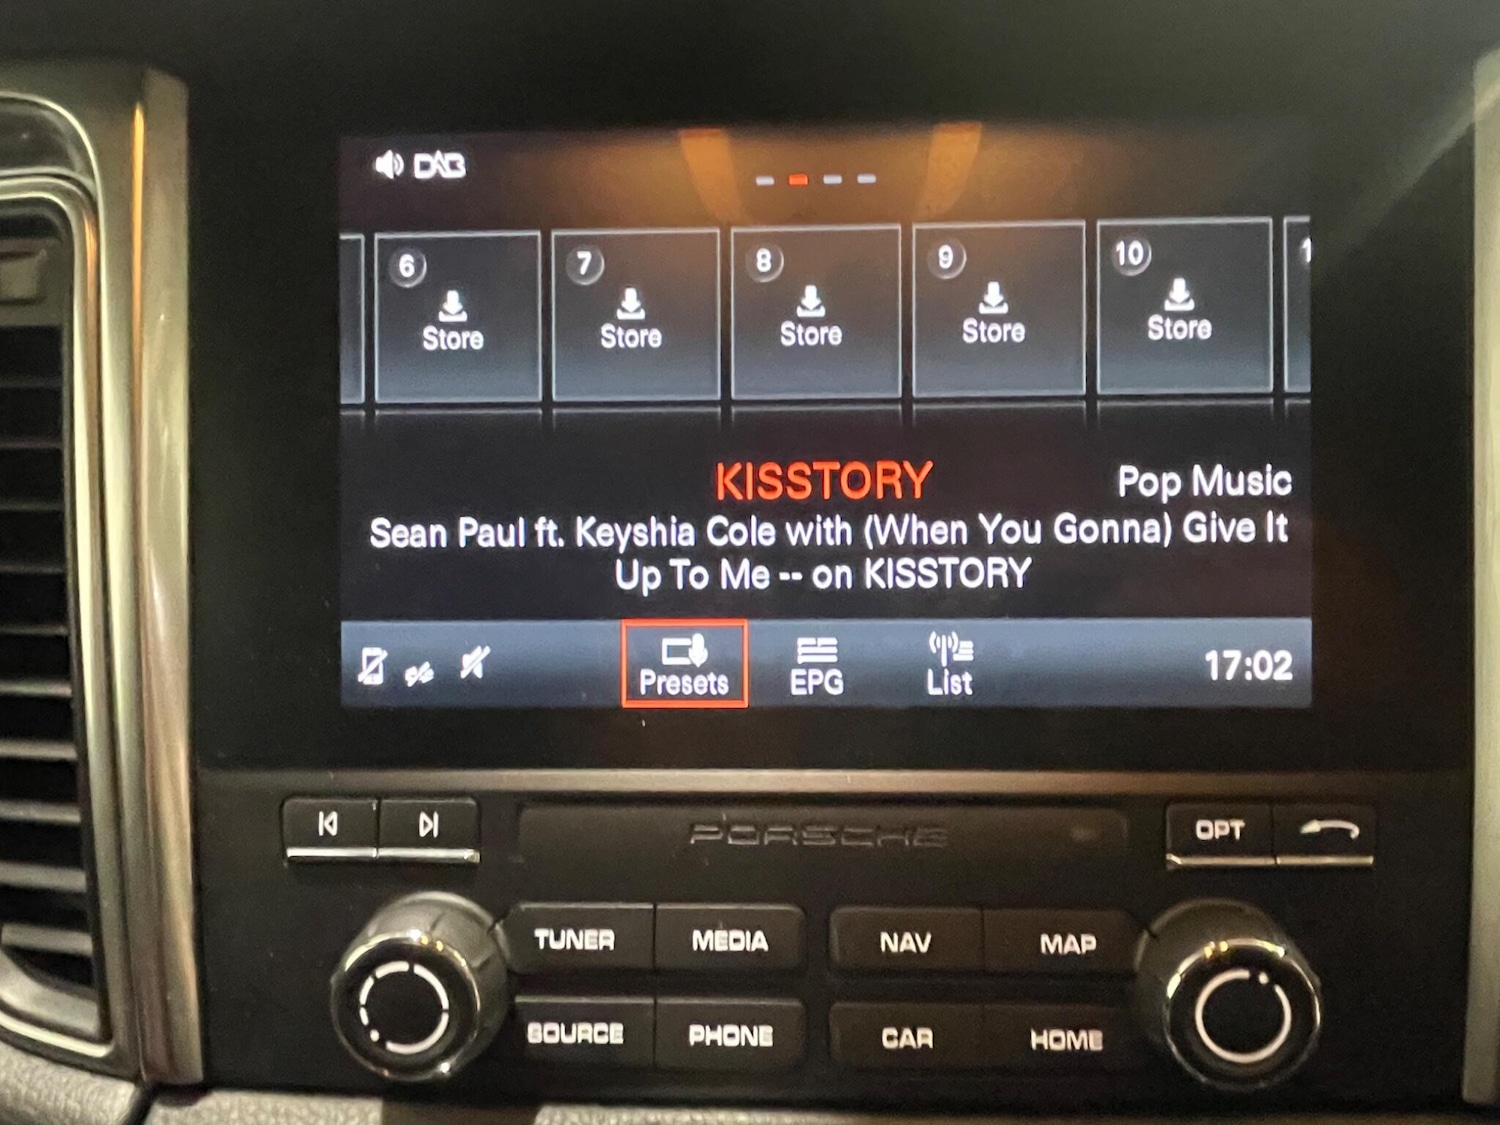 DAB
6
7
8
9
10
Store
Store
Store
Store
Store
KISSTORY
Pop Music
Sean Paul ft. Keyshia Cole with (When You Gonna) Give It
Up To Me -- on KISSTORY
Presets
EPG
List
17:02
PORSCHE
OPT
TUNER
MEDIA
NAV
MAP
SOURCE
PHONE
CAR
HOME